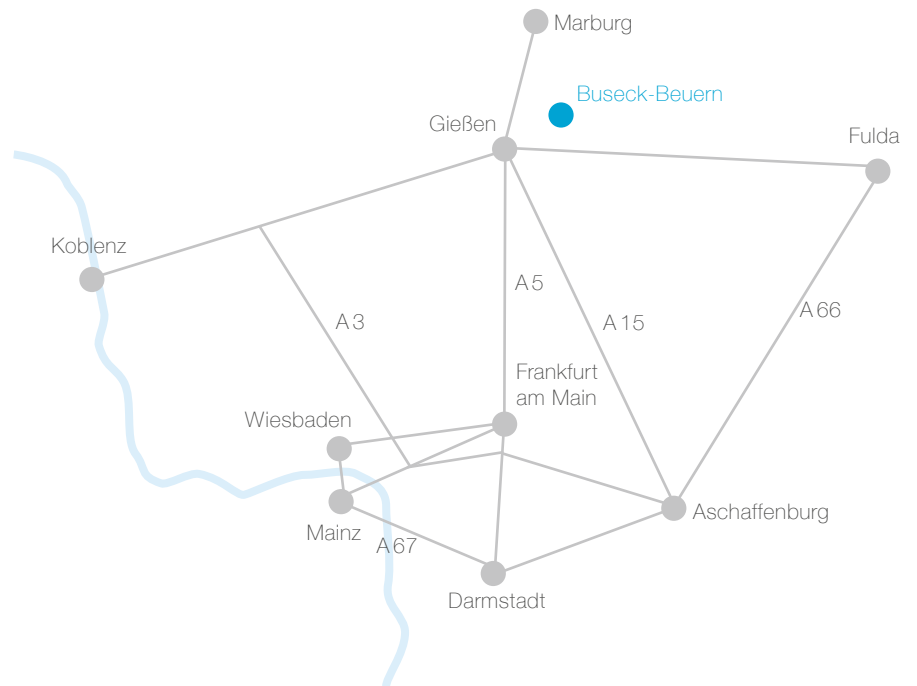 Marburg
Buseck-Beuern
Gießen
Fulda
Koblenz
A 5
A 3
A 15
A 66
Frankfurt
am Main
Wiesbaden
Mainz
A 67
Aschaffenburg
Darmstadt